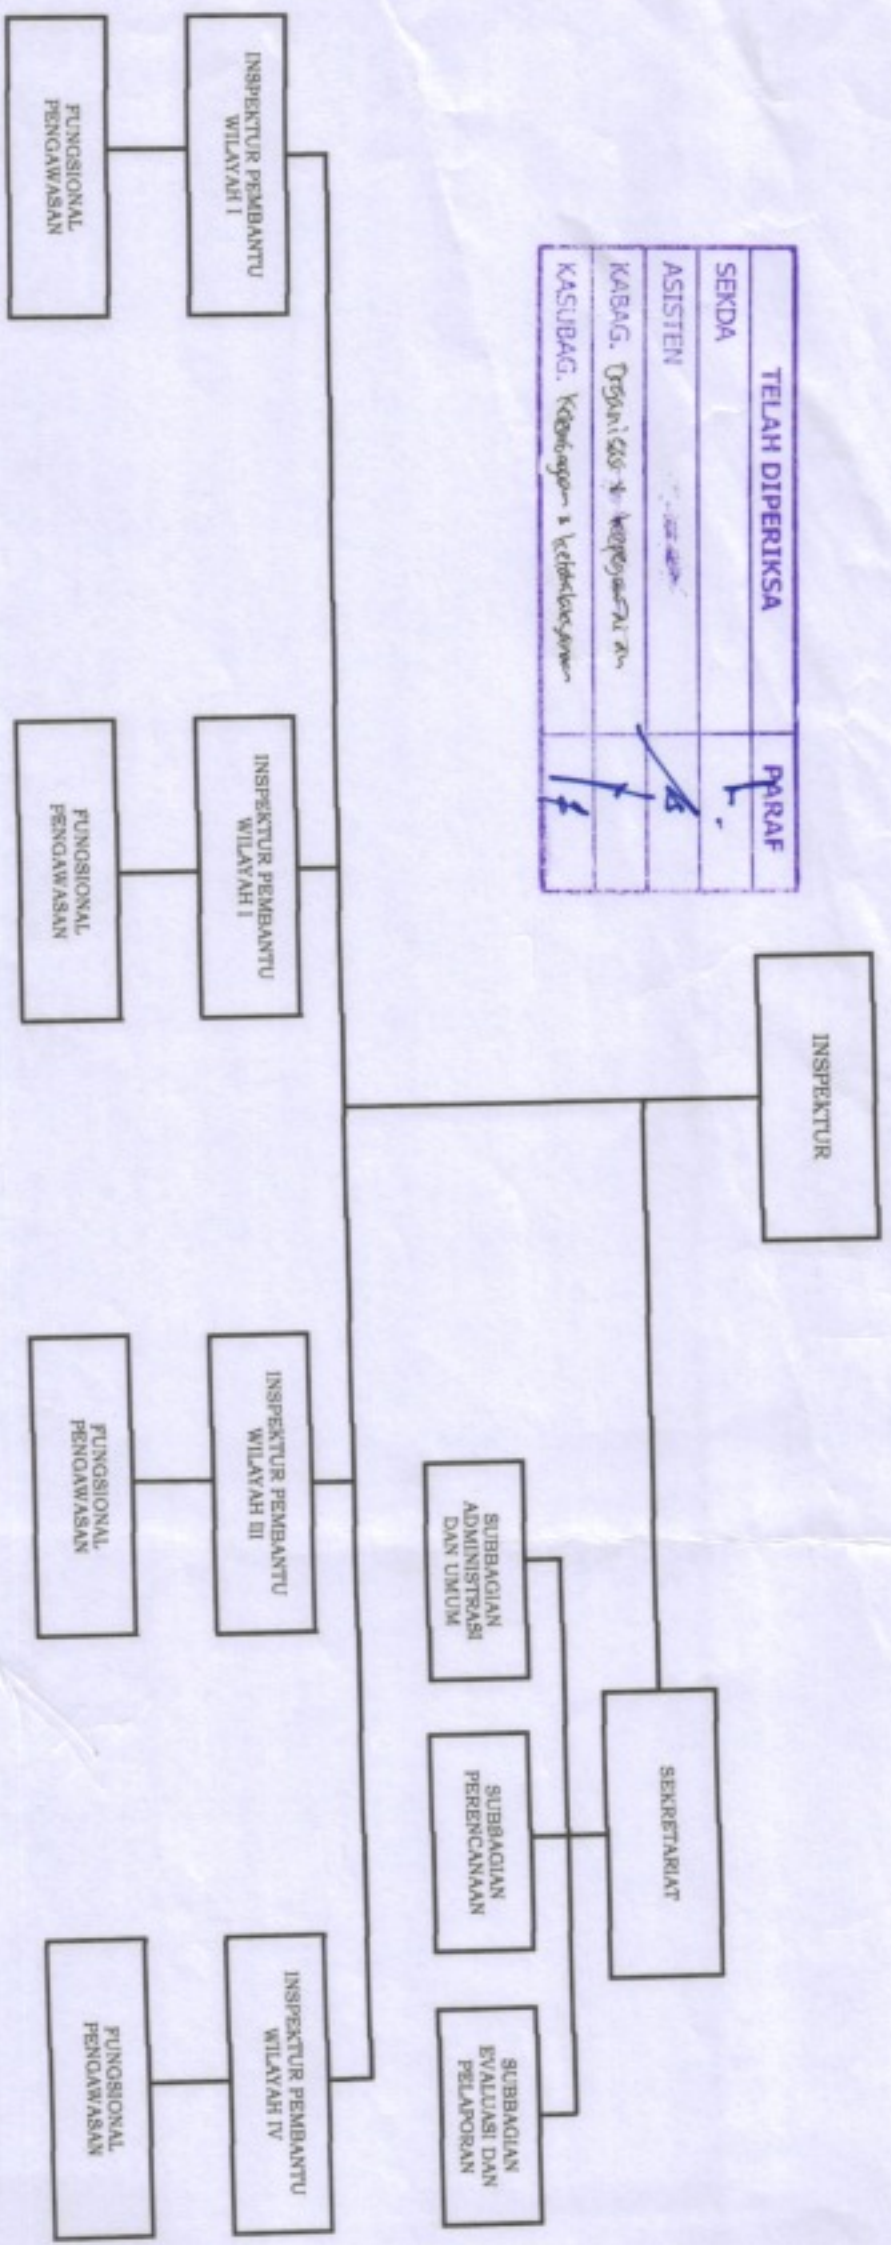 INSPEKTUR
TELAH DIPERIKSA PARAF
SEKDA
ASISTEN
KABAG. Organisasi & kepegawaian
KASUBAG. Kelembagaan & ketatalaksanaan
SEKRETARIAT
SUBBAGIAN
ADMINISTRASI
DAN UMUM
SUBBAGIAN
PERENCANAAN
SUBBAGIAN
EVALUASI DAN
PELAPORAN
INSPEKTUR PEMBANTU
WILAYAH I
INSPEKTUR PEMBANTU
WILAYAH I
INSPEKTUR PEMBANTU
WILAYAH III
INSPEKTUR PEMBANTU
WILAYAH IV
FUNGSIONAL
PENGAWASAN
FUNGSIONAL
PENGAWASAN
FUNGSIONAL
PENGAWASAN
FUNGSIONAL
PENGAWASAN